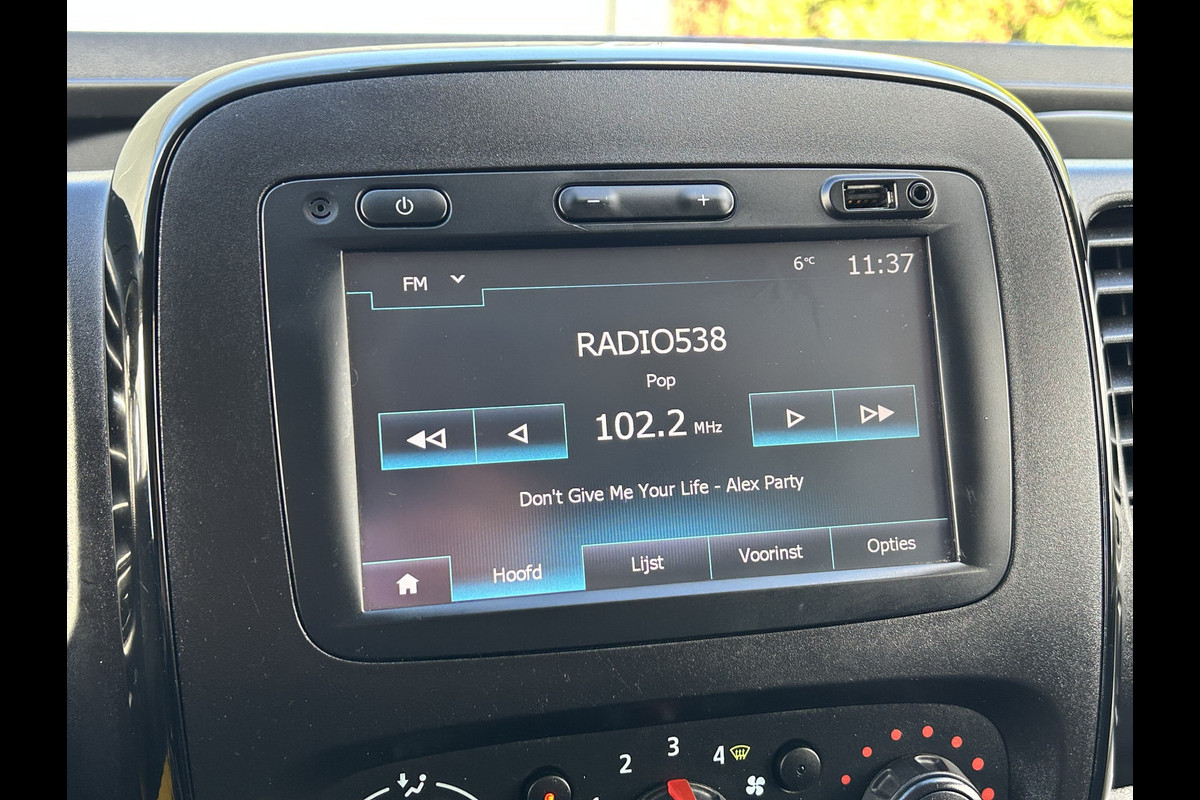 FM
6°C 11:37
RADIO538
Pop
102.2 MHz
Don't Give Me Your Life - Alex Party
Hoofd Lijst Voorinst Opties
2 3 4